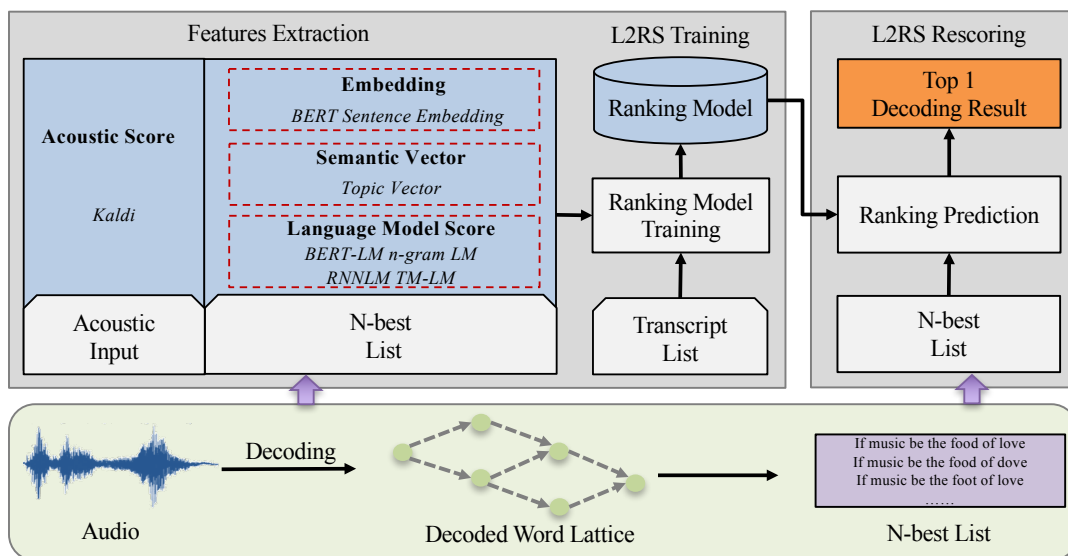 Features Extraction
Acoustic Score
Kaldi
Embedding
BERT Sentence Embedding
Semantic Vector
Topic Vector
Language Model Score
BERT-LM n-gram LM
RNNLM TM-LM
Acoustic
Input
N-best
List
L2RS Training
Ranking Model
Ranking Model
Training
Transcript
List
L2RS Rescoring
Top 1
Decoding Result
Ranking Prediction
N-best
List
Decoding
Audio
Decoded Word Lattice
If music be the food of love
If music be the food of dove
If music be the foot of love
……
N-best List